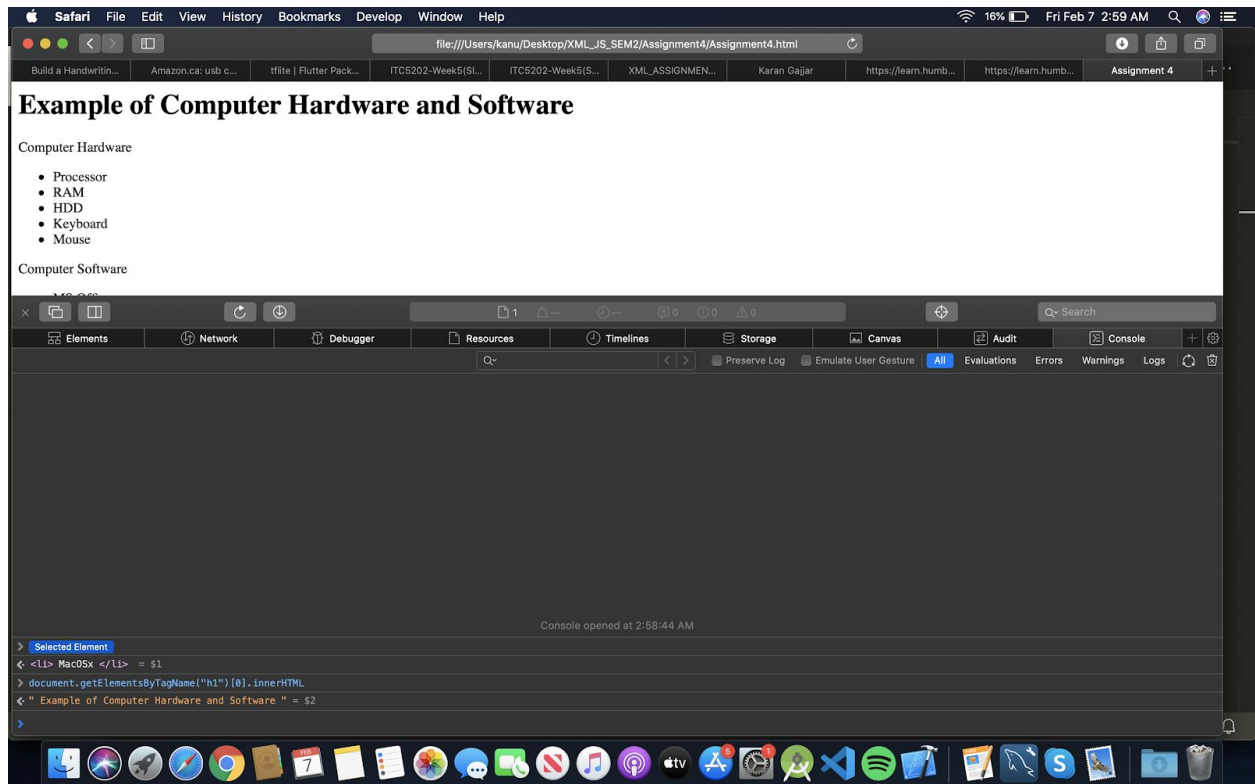 Safari File Edit View History Bookmarks Develop Window Help 16% Fri Feb 7 2:59 AM
file:///Users/kanu/Desktop/XML_JS_SEM2/Assignment4/Assignment4.html
Build a Handwritin... Amazon.ca: usb c... tflite | Flutter Pack... ITC5202-Week5(Sl... ITC5202-Week5(S... XML_ASSIGNMEN... Karan Gajjar https://learn.humb... https://learn.humb... Assignment 4 +
Example of Computer Hardware and Software
Computer Hardware
• Processor
• RAM
• HDD
• Keyboard
• Mouse
Computer Software
1 — — 0 0 0 Search
Elements Network Debugger Resources Timelines Storage Canvas Audit Console +
Preserve Log Emulate User Gesture All Evaluations Errors Warnings Logs
Console opened at 2:58:44 AM
> Selected Element
<li> MacOSx </li> = $1
> document.getElementsByTagName("h1")[0].innerHTML
" Example of Computer Hardware and Software " = $2
>
FEB 7 tv 6 1 S